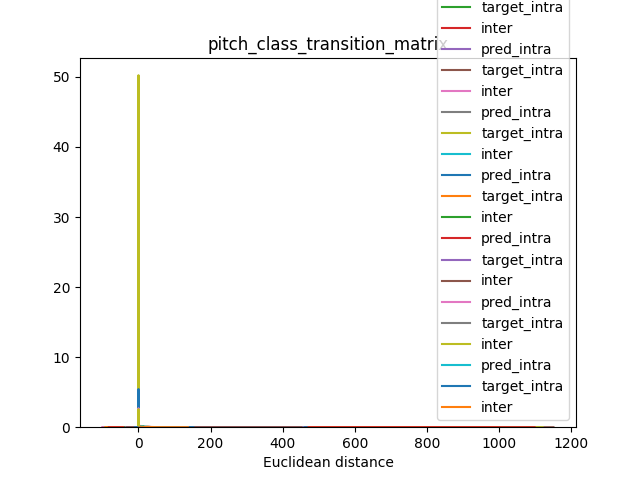 target_intra
inter
pitch_class_transition_matrix
pred_intra
target_intra
inter
pred_intra
target_intra
inter
pred_intra
target_intra
inter
pred_intra
target_intra
inter
pred_intra
target_intra
inter
pred_intra
target_intra
inter
50
40
30
20
10
0
0 200 400 600 800 1000 1200
Euclidean distance